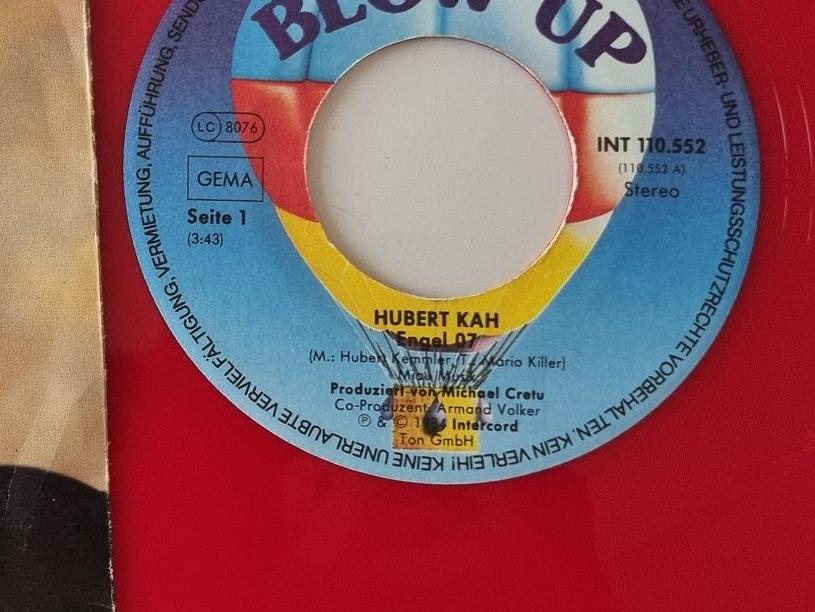 BLOW UP
LC 8076
GEMA
Seite 1
(3:43)
INT 110.552
(110.552 A)
Stereo
HUBERT KAH
Engel 07
(M.: Hubert Kemmler, T.: Mario Killer)
Produziert von Michael Cretu
Co-Produzent: Armand Volker
℗ & © 1984 Intercord
Ton GmbH
URHEBER- UND LEISTUNGSSCHUTZRECHTE VORBEHALTEN. KEIN VERLEIH! KEINE UNERLAUBTE VERVIELFÄLTIGUNG, VERMIETUNG, AUFFÜHRUNG,